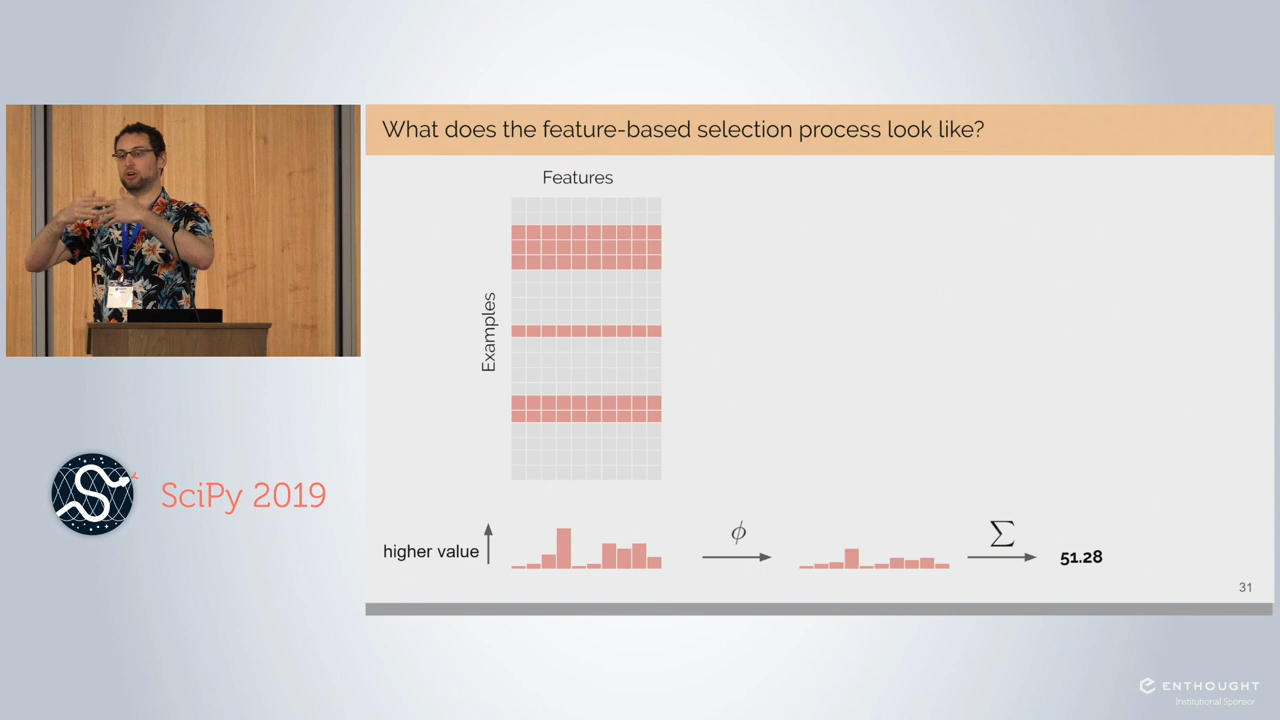 What does the feature-based selection process look like?
Features
Examples
higher value
ϕ
∑
51.28
31
SciPy 2019
ENTHOUGHT
Institutional Sponsor